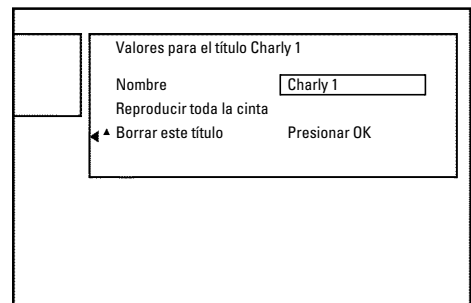 Valores para el título Charly 1
Nombre Charly 1
Reproducir toda la cinta
Borrar este título Presionar OK